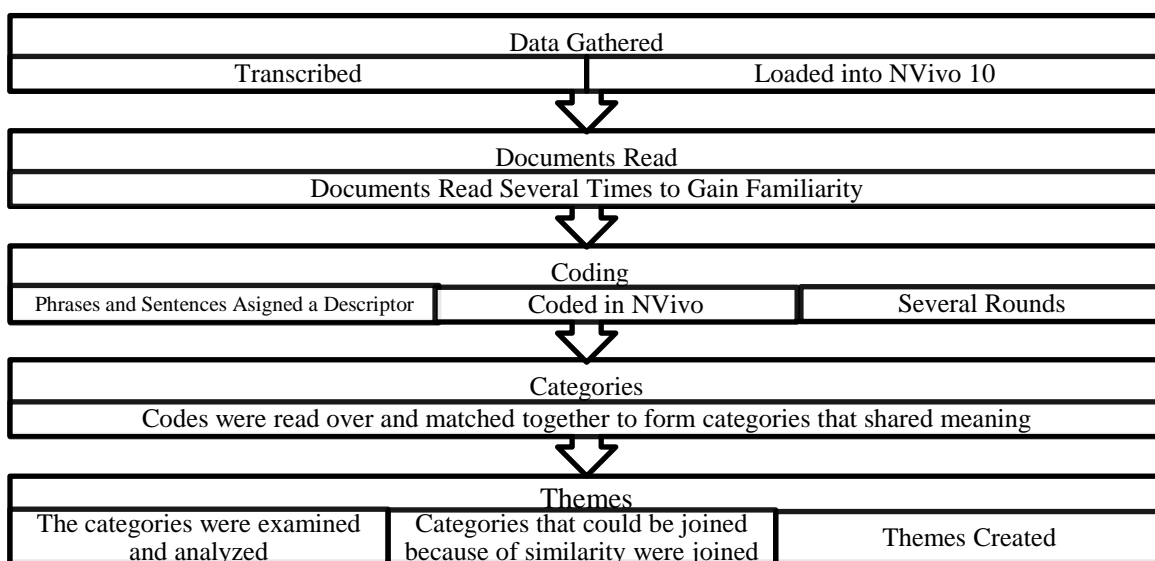 Data Gathered
Transcribed
Loaded into NVivo 10
Documents Read
Documents Read Several Times to Gain Familiarity
Coding
Phrases and Sentences Asigned a Descriptor
Coded in NVivo
Several Rounds
Categories
Codes were read over and matched together to form categories that shared meaning
Themes
The categories were examined
and analyzed
Categories that could be joined
because of similarity were joined
Themes Created